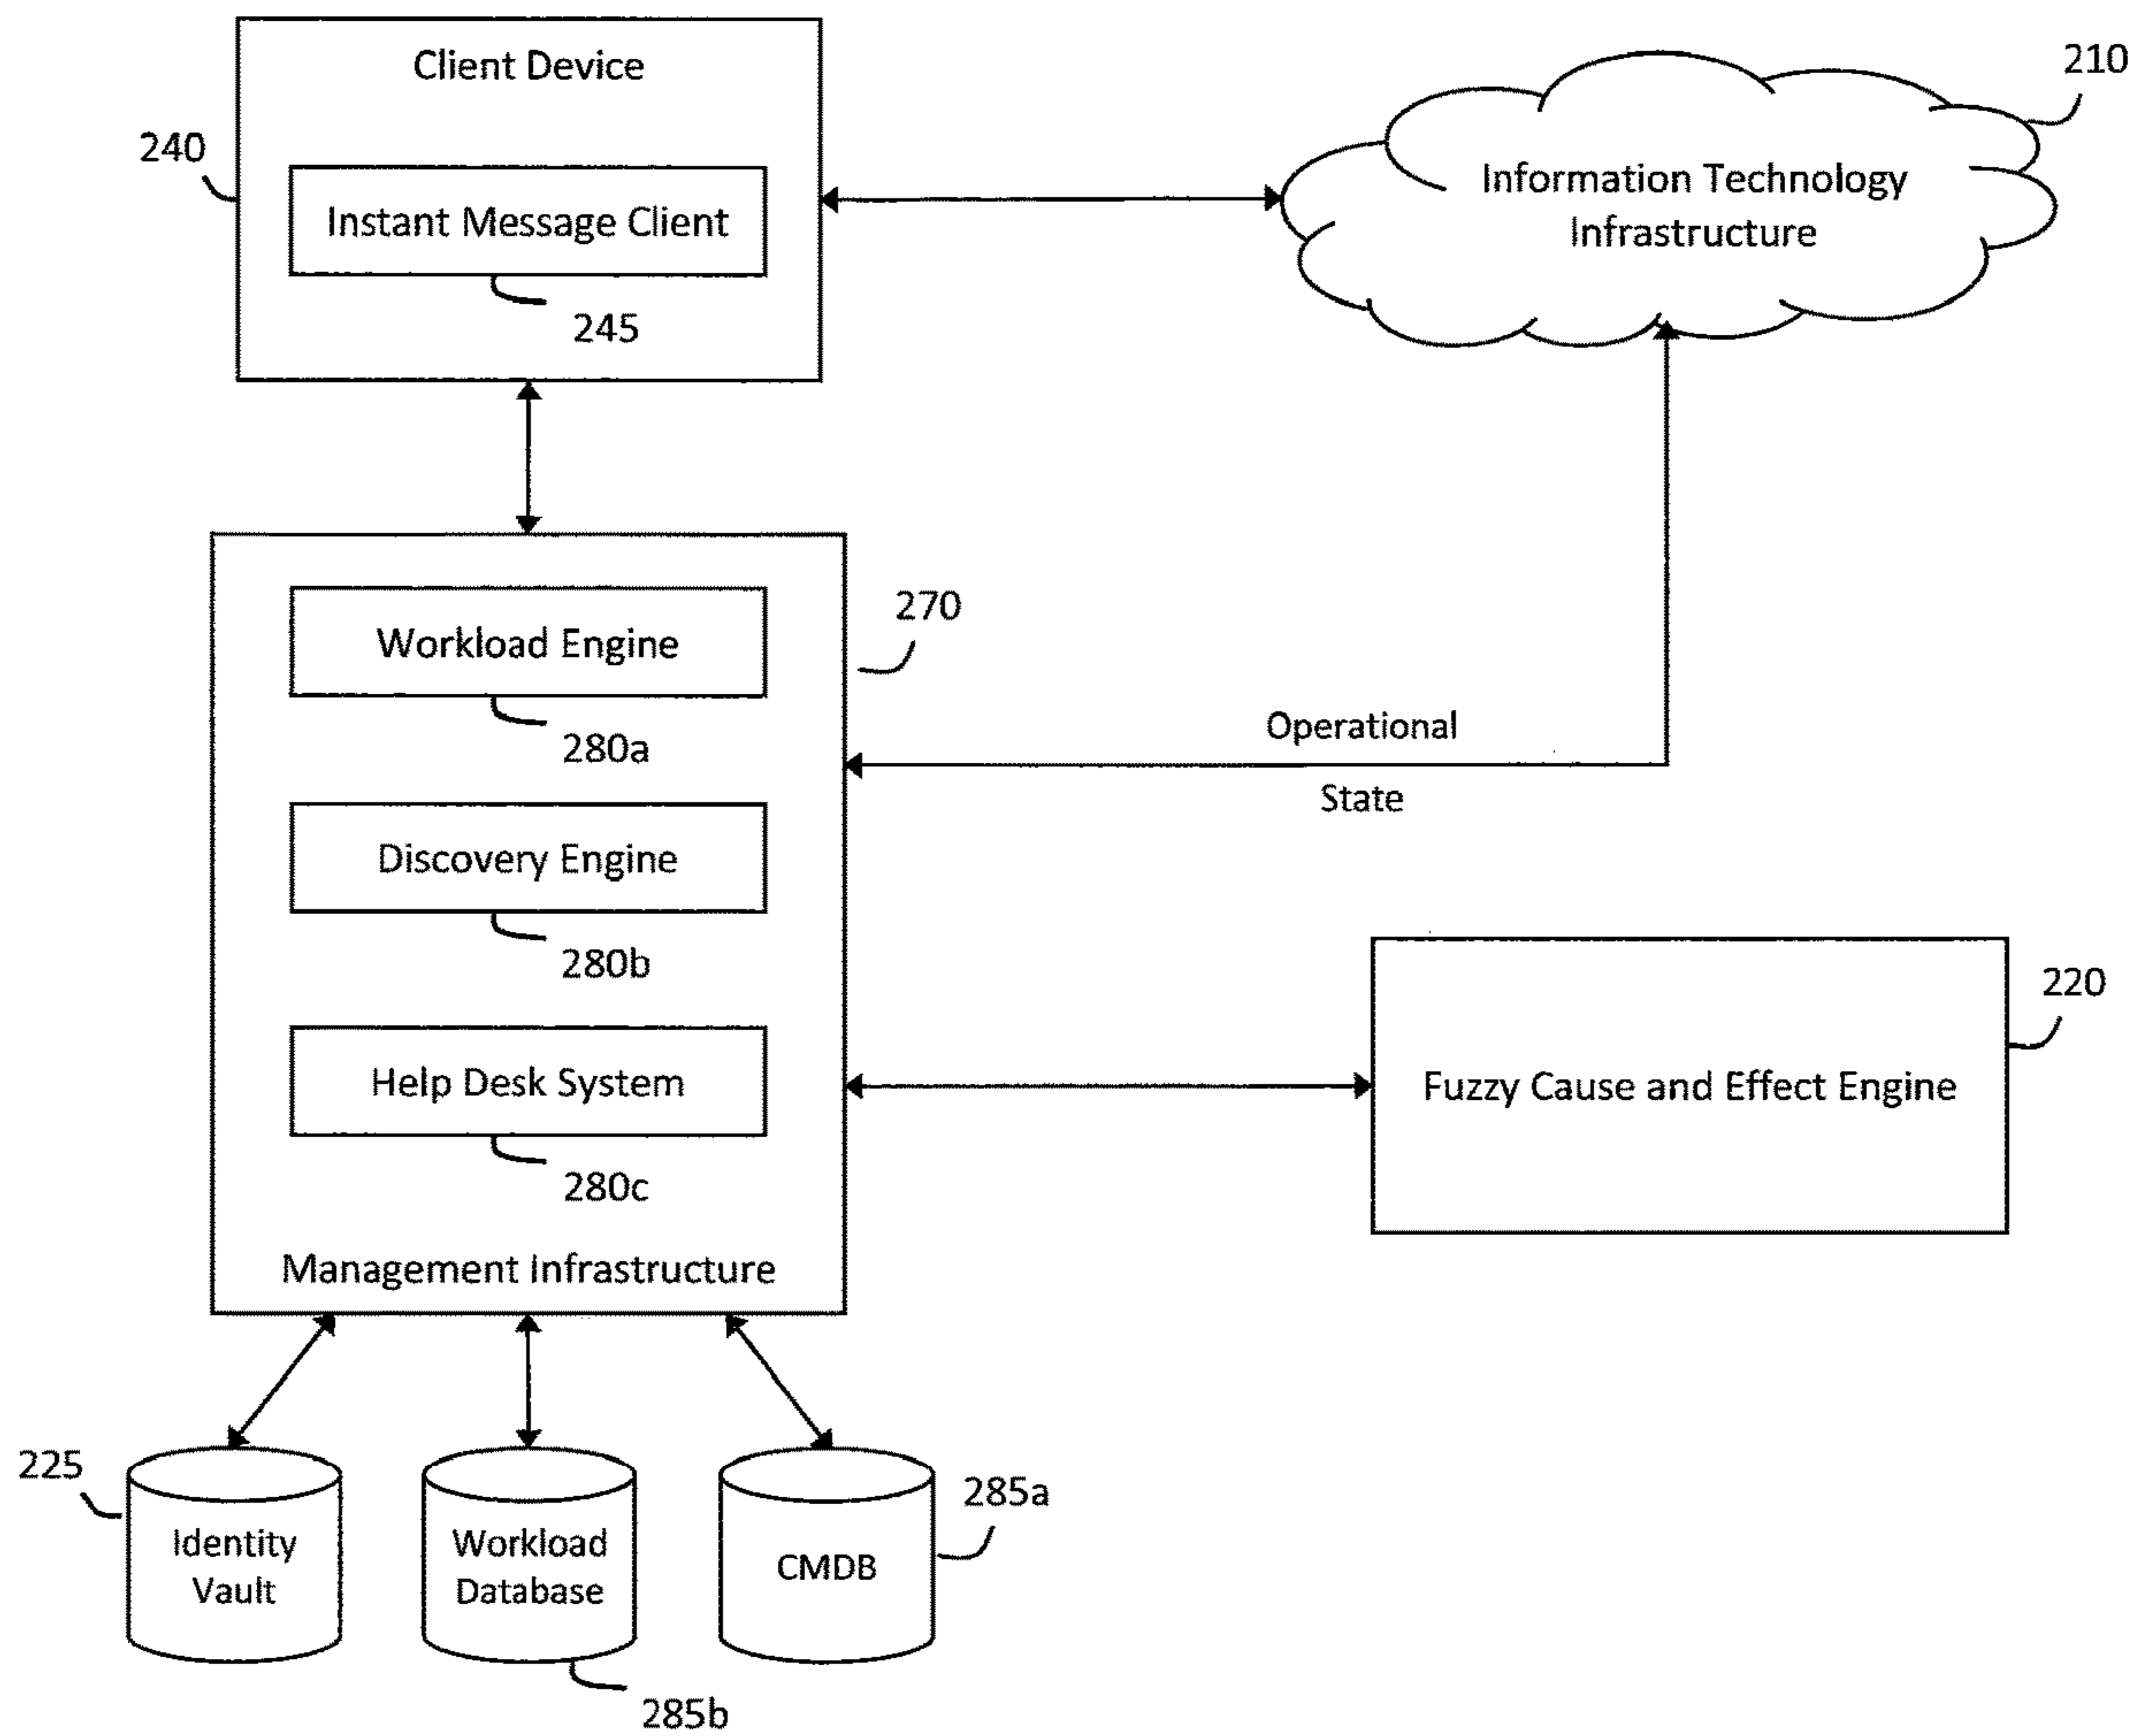 Client Device
210
240
Instant Message Client
Information Technology
Infrastructure
245
Workload Engine
270
280a
Operational
State
Discovery Engine
280b
220
Help Desk System
Fuzzy Cause and Effect Engine
280c
Management Infrastructure
225
Identity
Vault
Workload
Database
CMDB
285a
285b